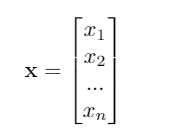 x = [x₁
x₂
...
xₙ]